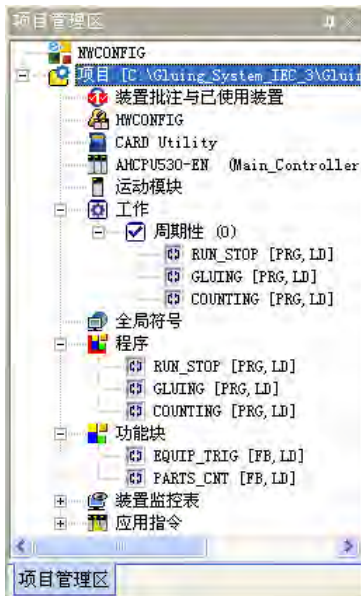 项目管理区
NWCONFIG
项目 [C:\Gluing_System_IEC_3\Gluin
装置批注与已使用装置
HWCONFIG
CARD Utility
AHCPU530-EN (Main_Controller
运动模块
工作
周期性 (0)
RUN_STOP [PRG,LD]
GLUING [PRG,LD]
COUNTING [PRG,LD]
全局符号
程序
RUN_STOP [PRG,LD]
GLUING [PRG,LD]
COUNTING [PRG,LD]
功能块
EQUIP_TRIG [FB,LD]
PARTS_CNT [FB,LD]
装置监控表
应用指令
项目管理区